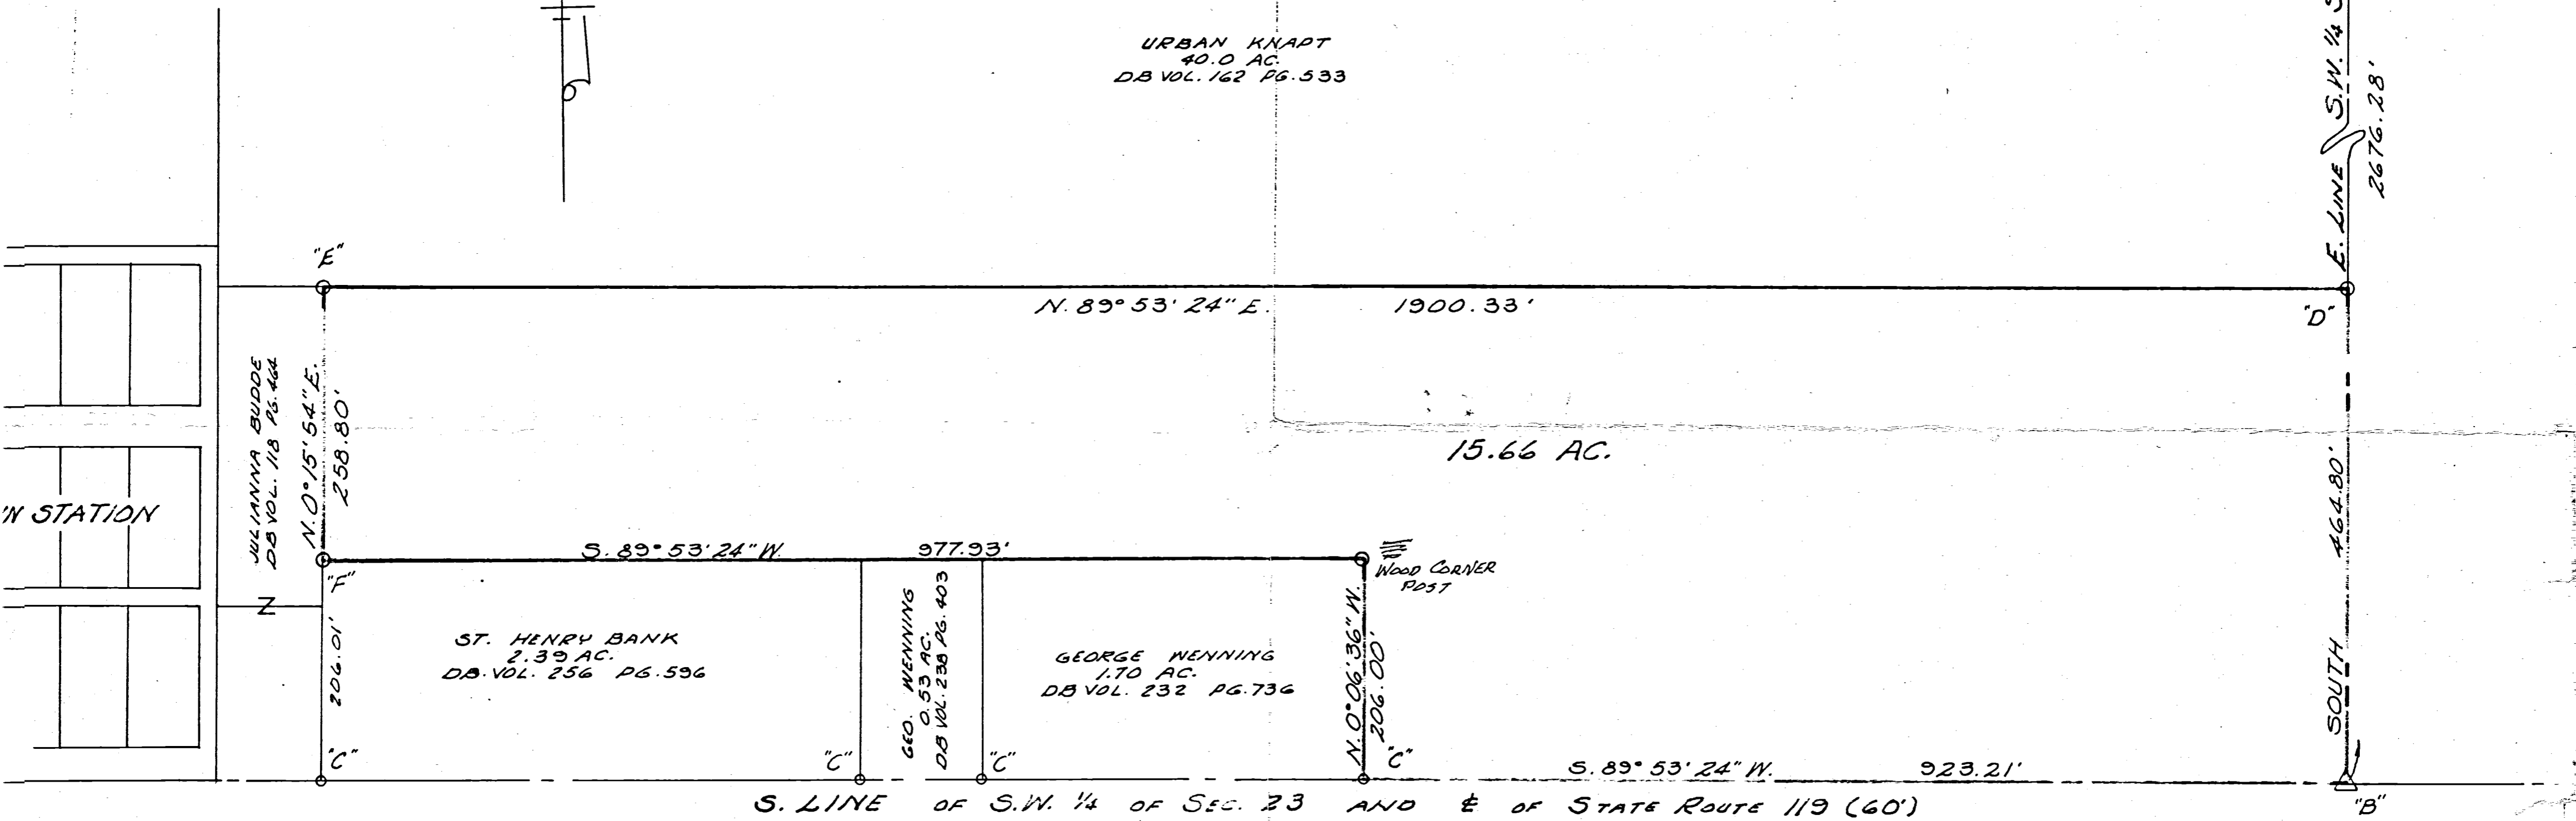 URBAN KNAPT
40.0 AC.
DB VOL. 162 PG. 533
E. LINE S.W. 1/4
2676.28'
"E"
N. 89° 53' 24" E. 1900.33'
"D"
JULIANNA BUDDE
DB VOL. 118 PG. 464
N. 0° 15' 54" E.
258.80'
15.66 AC.
'N STATION
S. 89° 53' 24" W. 977.93'
"F"
WOOD CORNER
POST
SOUTH 464.80'
Z
206.01'
ST. HENRY BANK
2.39 AC.
DB. VOL. 256 PG. 596
GEO. WENNING
0.53 AC.
DB VOL. 238 PG. 403
GEORGE WENNING
1.70 AC.
DB VOL. 232 PG. 736
N. 0° 06' 36" W.
206.00'
"C"
"C"
"C"
"C"
S. 89° 53' 24" W. 923.21'
S. LINE OF S.W. 1/4 OF SEC. 23 AND ℄ OF STATE ROUTE 119 (60')
"B"